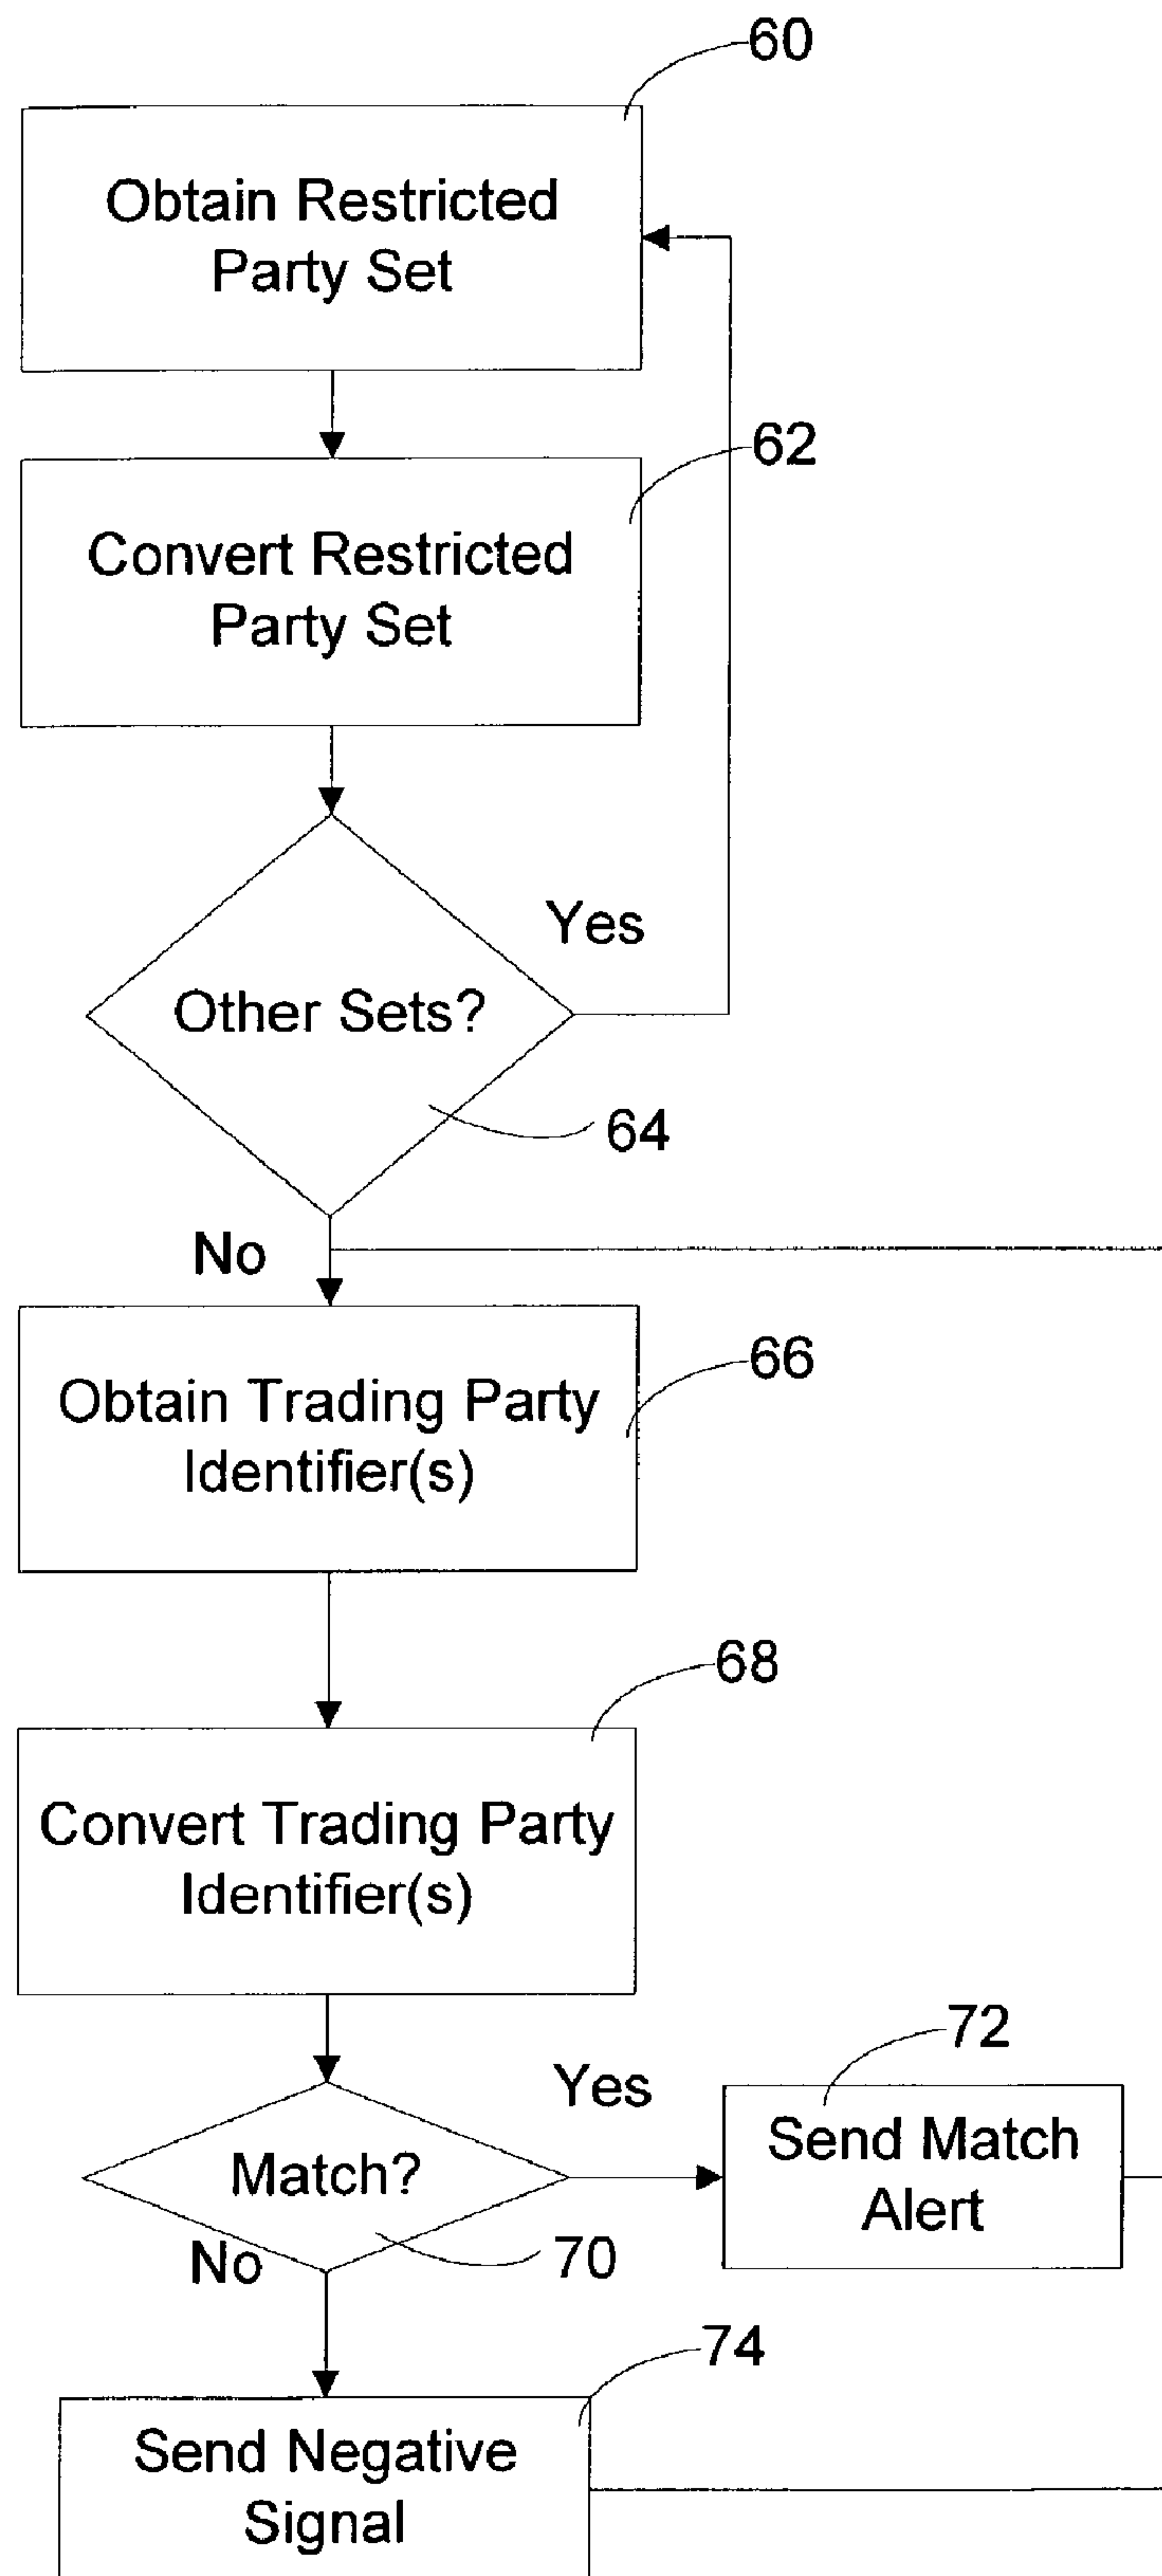 60
Obtain Restricted
Party Set
62
Convert Restricted
Party Set
Yes
Other Sets?
64
No
66
Obtain Trading Party
Identifier(s)
68
Convert Trading Party
Identifier(s)
72
Yes
Send Match
Alert
Match?
70
No
74
Send Negative
Signal